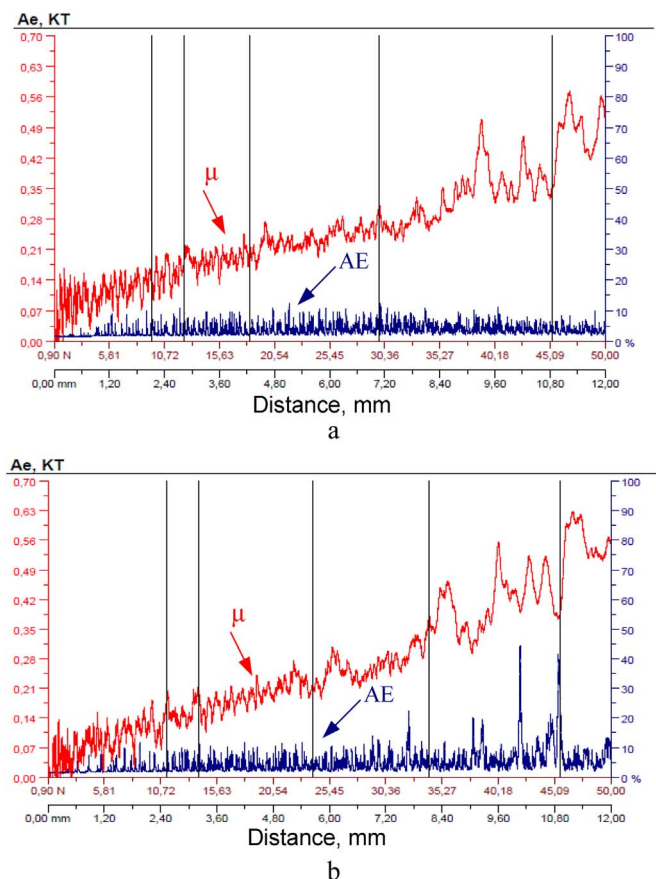 Ae, KT
0,70 100
0,63 90
0,56 80
0,49 70
0,42 60
0,35 50
0,28 40
0,21 30
0,14 20
0,07 10
0,00 0 %
μ
AE
0,90 N 5,81 10,72 15,63 20,54 25,45 30,36 35,27 40,18 45,09 50,00
0,00 mm 1,20 2,40 3,60 4,80 6,00 7,20 8,40 9,60 10,80 12,00
Distance, mm
a
Ae, KT
0,70 100
0,63 90
0,56 80
0,49 70
0,42 60
0,35 50
0,28 40
0,21 30
0,14 20
0,07 10
0,00 0 %
μ
AE
0,90 N 5,81 10,72 15,63 20,54 25,45 30,36 35,27 40,18 45,09 50,00
0,00 mm 1,20 2,40 3,60 4,80 6,00 7,20 8,40 9,60 10,80 12,00
Distance, mm
b